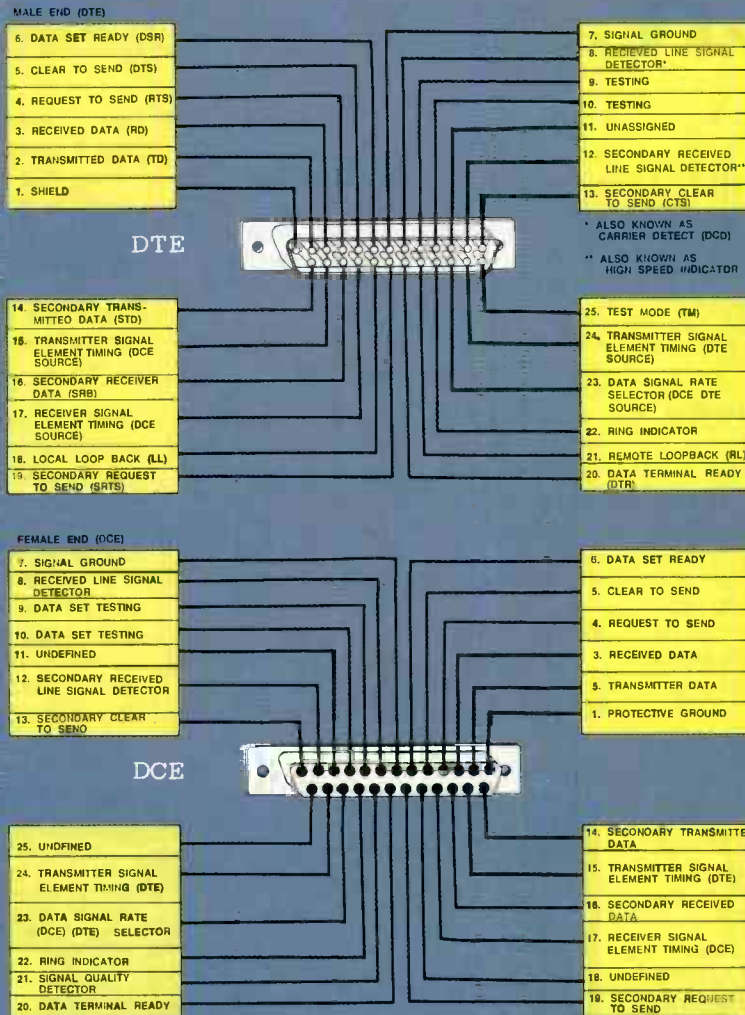 MALE END (DTE)
6. DATA SET READY (DSR)
5. CLEAR TO SEND (DTS)
4. REQUEST TO SEND (RTS)
3. RECEIVED DATA (RD)
2. TRANSMITTED DATA (TD)
1. SHIELD
7. SIGNAL GROUND
8. RECIEVED LINE SIGNAL
DETECTOR*
9. TESTING
10. TESTING
11. UNASSIGNED
12. SECONDARY RECEIVED
LINE SIGNAL DETECTOR**
13. SECONDARY CLEAR
TO SEND (CTS)
* ALSO KNOWN AS
CARRIER DETECT (DCD)
** ALSO KNOWN AS
HIGH SPEED INDICATOR
DTE
14. SECONDARY TRANS-
MITTEO DATA (STD)
15. TRANSMITTER SIGNAL
ELEMENT TIMING (DCE
SOURCE)
16. SECONDARY RECEIVER
DATA (SRB)
17. RECEIVER SIGNAL
ELEMENT TIMING (DCE
SOURCE)
18. LOCAL LOOP BACK (LL)
19. SECONDARY REQUEST
TO SEND (SRTS)
25. TEST MODE (TM)
24. TRANSMITTER SIGNAL
ELEMENT TIMING (DTE
SOURCE)
23. DATA SIGNAL RATE
SELECTOR (DCE DTE
SOURCE)
22. RING INDICATOR
21. REMOTE LOOPBACK (RL)
20. DATA TERMINAL READY
(DTR)
FEMALE END (DCE)
7. SIGNAL GROUND
8. RECEIVED LINE SIGNAL
DETECTOR
9. DATA SET TESTING
10. DATA SET TESTING
11. UNDEFINED
12. SECONDARY RECEIVED
LINE SIGNAL DETECTOR
13. SECONDARY CLEAR
TO SEND
6. DATA SET READY
5. CLEAR TO SEND
4. REQUEST TO SEND
3. RECEIVED DATA
5. TRANSMITTER DATA
1. PROTECTIVE GROUND
DCE
25. UNDFINED
24. TRANSMITTER SIGNAL
ELEMENT TIMING (DTE)
23. DATA SIGNAL RATE
(DCE) (DTE) SELECTOR
22. RING INDICATOR
21. SIGNAL QUALITY
DETECTOR
20. DATA TERMINAL READY
14. SECONOARY TRANSMITTE
DATA
15. TRANSMITTER SIGNAL
ELEMENT TIMING (DTE)
16. SECONDARY RECEIVED
DATA
17. RECEIVER SIGNAL
ELEMENT TIMING (DCE)
18. UNDEFINED
19. SECONDARY REQUEST
TO SEND